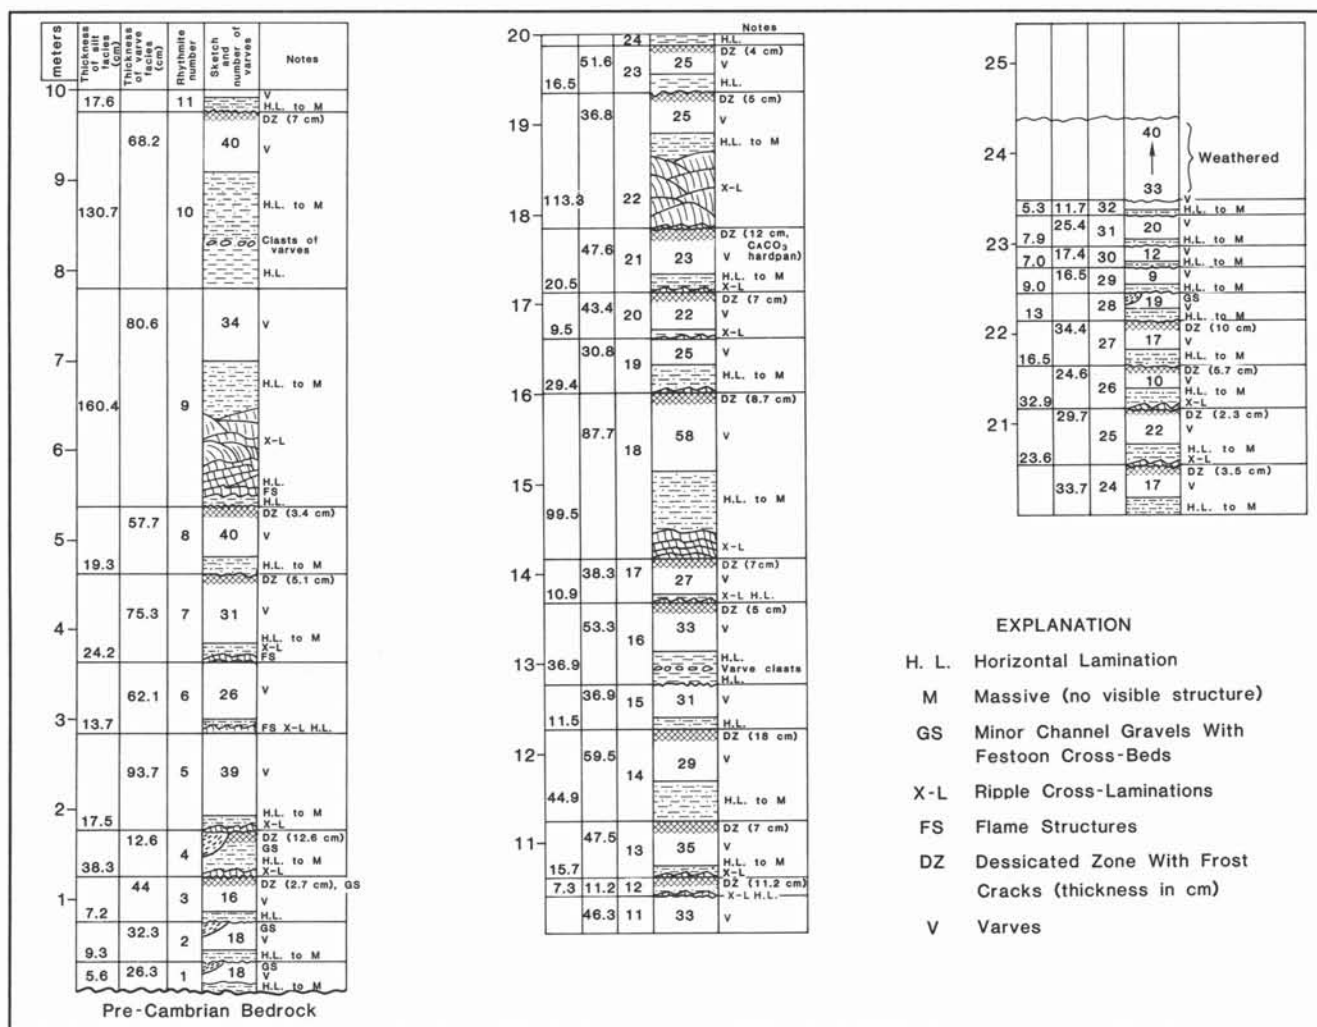 meters
Thickness of silt facies (cm)
Thickness of varve facies (cm)
Rhythmite number
Sketch and number of varves
Notes
10
17.6 11 V
H.L. to M
DZ (7 cm)
68.2 40 V
9
130.7 10 H.L. to M
Clasts of varves
8 H.L.
80.6 34 V
7
H.L. to M
160.4 9
X-L
6
H.L.
FS
H.L.
DZ (3.4 cm)
57.7
5 8 40 V
19.3 H.L. to M
DZ (5.1 cm)
75.3 7 31 V
4 H.L. to M
24.2 X-L
FS
62.1 6 26 V
3 13.7 FS X-L H.L.
93.7 5 39 V
2 17.5 H.L. to M
X-L
12.6 DZ (12.6 cm)
GS
4 H.L. to M
38.3 X-L
44 DZ (2.7 cm), GS
1 3 16 V
7.2 H.L.
32.3 GS
2 18 V
9.3 H.L. to M
5.6 26.3 1 18 GS
V
H.L. to M
Pre-Cambrian Bedrock
Notes
20 24 H.L.
51.6 DZ (4 cm)
23 25 V
16.5 H.L.
DZ (5 cm)
19 36.8 25 V
H.L. to M
113.3 22 X-L
18
47.6 DZ (12 cm,
CaCO3
21 23 V hardpan)
20.5 H.L. to M
X-L
17 43.4 DZ (7 cm)
20 22 V
9.5 X-L
30.8 25 V
19
29.4 H.L. to M
16 DZ (8.7 cm)
87.7 18 58 V
15
99.5 H.L. to M
X-L
14 38.3 17 DZ (7cm)
27 V
10.9 X-L H.L.
DZ (5 cm)
53.3 16 33 V
13 36.9 H.L.
Varve clasts
H.L.
36.9 15 31 V
11.5 H.L.
12 DZ (18 cm)
59.5 14 29 V
44.9 H.L. to M
11 47.5 DZ (7 cm)
13 35 V
15.7 H.L. to M
X-L
7.3 11.2 12 DZ (11.2 cm)
X-L H.L.
46.3 11 33 V
25
24 40
33 Weathered
V
5.3 11.7 32 H.L. to M
23 25.4 31 20 V
7.9 H.L. to M
17.4 30 12 V
7.0 H.L. to M
16.5 29 9 V
9.0 H.L. to M
28 19 GS
V
13 H.L. to M
22 34.4 DZ (10 cm)
27 17 V
16.5 H.L. to M
24.6 DZ (5.7 cm)
26 10 V
H.L. to M
32.9 X-L
21 29.7 DZ (2.3 cm)
25 22 V
H.L. to M
23.6 X-L
DZ (3.5 cm)
33.7 24 17 V
H.L. to M
EXPLANATION
H. L. Horizontal Lamination
M Massive (no visible structure)
GS Minor Channel Gravels With
Festoon Cross-Beds
X-L Ripple Cross-Laminations
FS Flame Structures
DZ Dessicated Zone With Frost
Cracks (thickness in cm)
V Varves